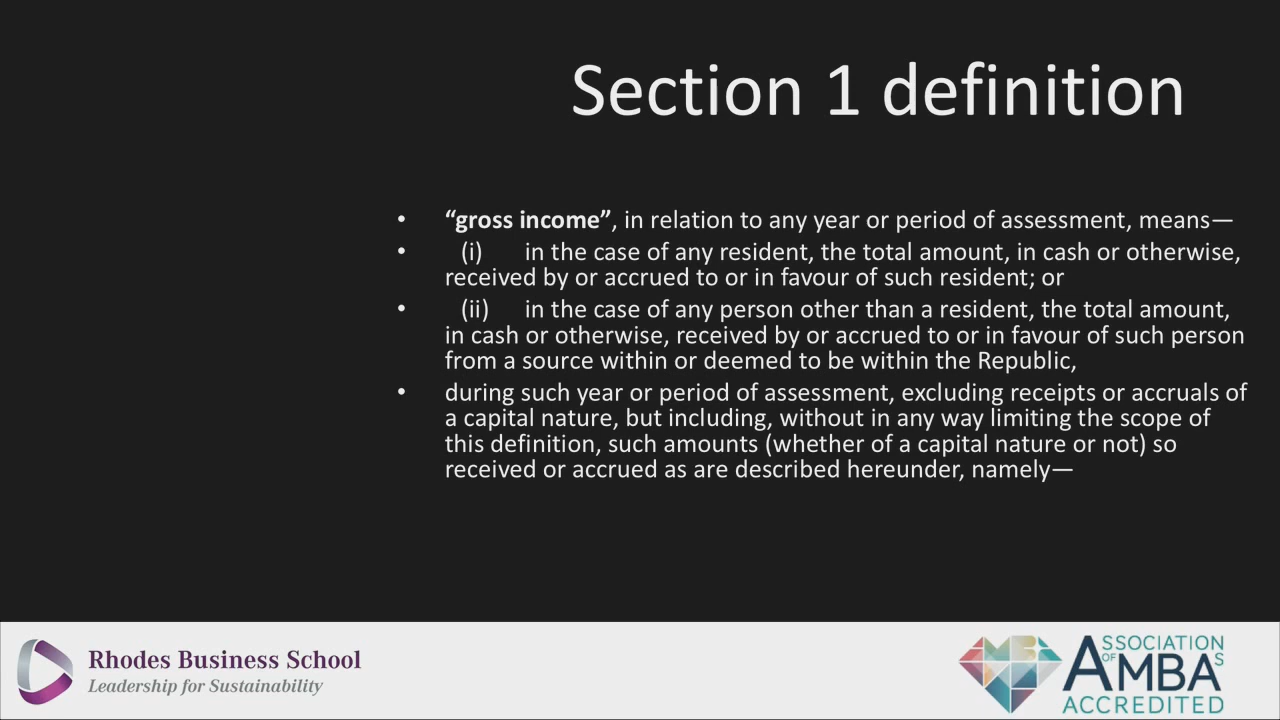 Section 1 definition
• “gross income”, in relation to any year or period of assessment, means—
• (i) in the case of any resident, the total amount, in cash or otherwise,
received by or accrued to or in favour of such resident; or
• (ii) in the case of any person other than a resident, the total amount,
in cash or otherwise, received by or accrued to or in favour of such person
from a source within or deemed to be within the Republic,
• during such year or period of assessment, excluding receipts or accruals of
a capital nature, but including, without in any way limiting the scope of
this definition, such amounts (whether of a capital nature or not) so
received or accrued as are described hereunder, namely—
Rhodes Business School
Leadership for Sustainability
ASSOCIATION
OF AMBAs
ACCREDITED